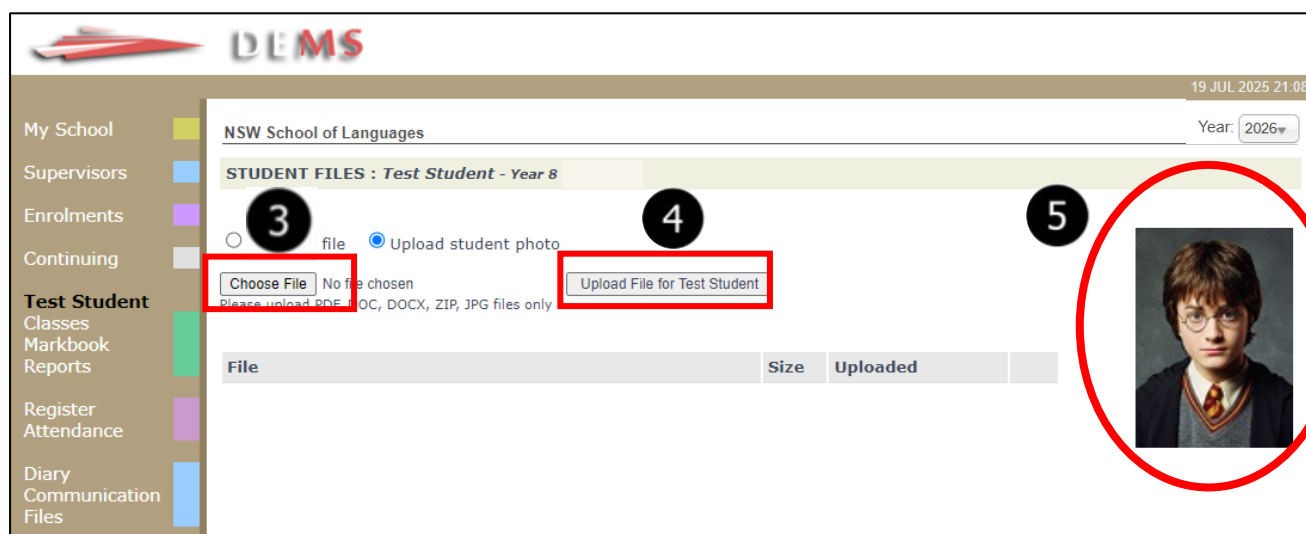 DEMS
19 JUL 2025 21:08
My School
NSW School of Languages
Year: 2026
Supervisors
STUDENT FILES : Test Student - Year 8
Enrolments
3
4
5
file
Upload student photo
Continuing
Choose File No file chosen
Upload File for Test Student
Please upload PDF, DOC, DOCX, ZIP, JPG files only
Test Student
Classes
Markbook
Reports
File Size Uploaded
Register
Attendance
Diary
Communication
Files